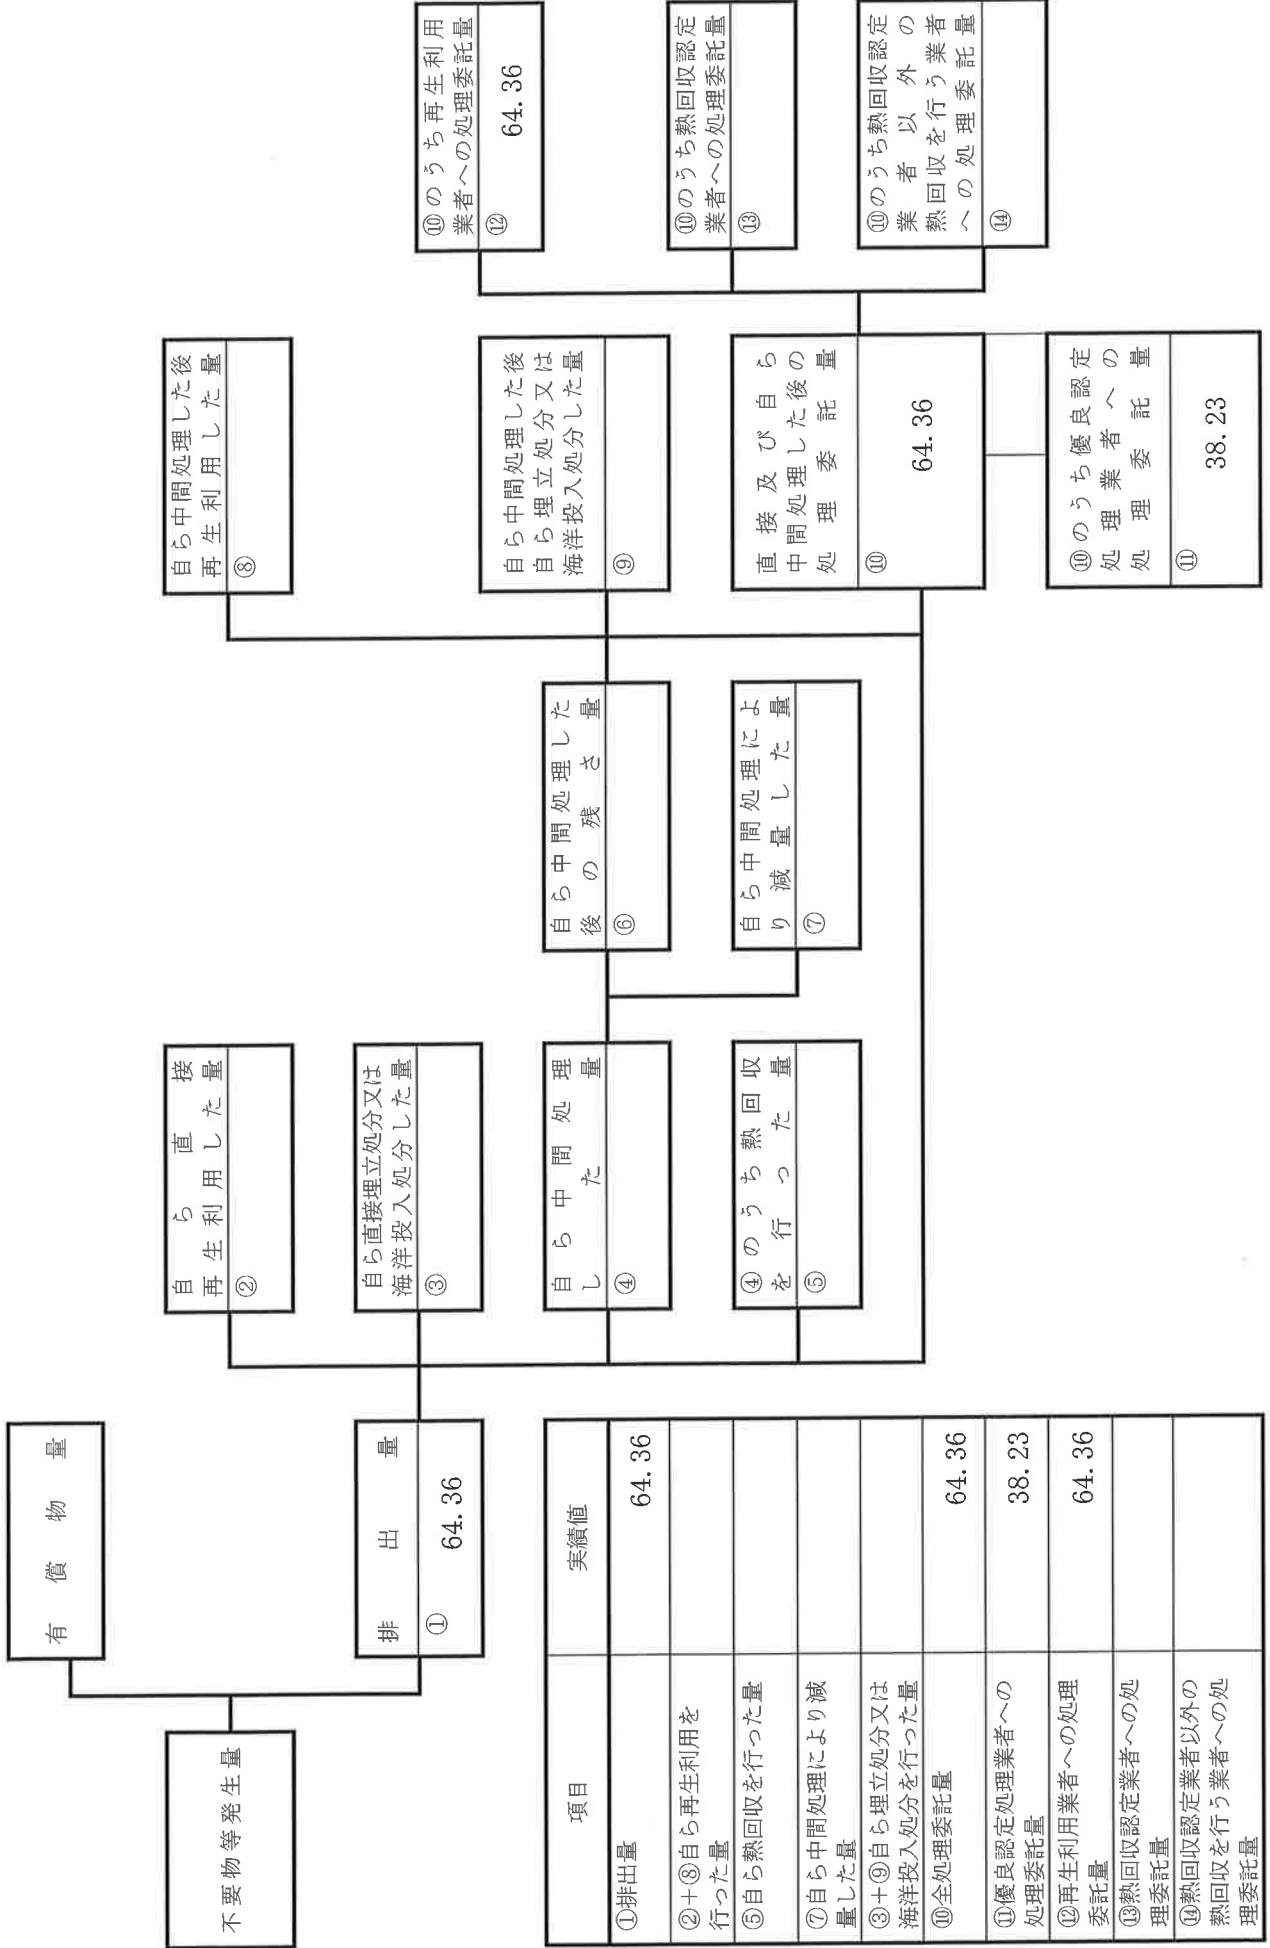 不要物等発生量
有償物量
排出量
① 64.36
自ら直接
再生利用した量
②
自ら直接埋立処分又は
海洋投入処分した量
③
自ら中間処理
した量
④
④のうち熱回収
を行った量
⑤
自ら中間処理した
後の残さ量
⑥
自ら中間処理によ
り減量した量
⑦
自ら中間処理した後
再生利用した量
⑧
自ら中間処理した後
自ら埋立処分又は
海洋投入処分した量
⑨
直接及び自ら
中間処理した後の
処理委託量
⑩
64.36
⑩のうち優良認定
処理業者への
処理委託量
⑪
38.23
⑩のうち再生利用
業者への処理委託量
⑫
64.36
⑩のうち熱回収認定
業者への処理委託量
⑬
⑩のうち熱回収認定
業者以外の
熱回収を行う業者
への処理委託量
⑭
項目 実績値
①排出量 64.36
②+⑧自ら再生利用を
行った量
⑤自ら熱回収を行った量
⑦自ら中間処理により減
量した量
③+⑨自ら埋立処分又は
海洋投入処分を行った量
⑩全処理委託量 64.36
⑪優良認定処理業者への
処理委託量 38.23
⑫再生利用業者への処理
委託量 64.36
⑬熱回収認定業者への処
理委託量
⑭熱回収認定業者以外の
熱回収を行う業者への処
理委託量